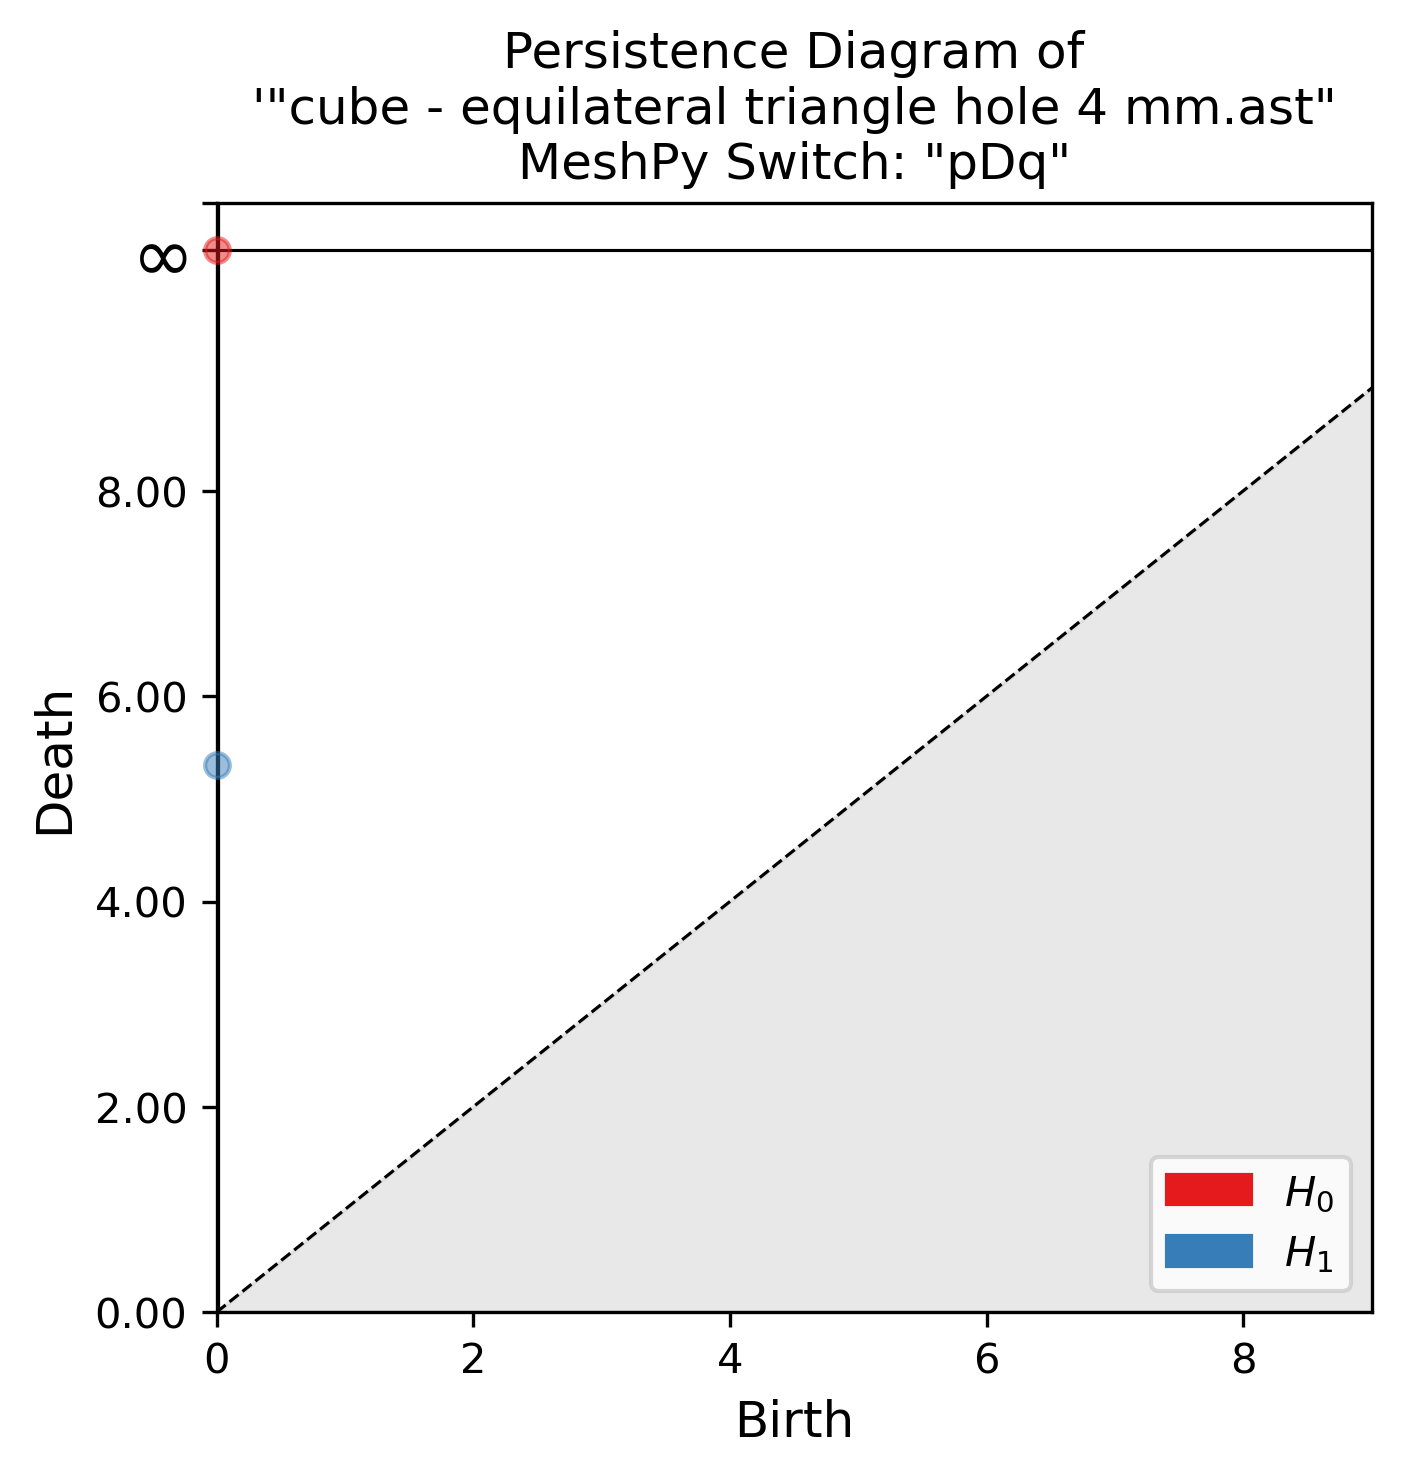 Persistence Diagram of
'"cube - equilateral triangle hole 4 mm.ast"
MeshPy Switch: "pDq"
∞
8.00
6.00
4.00
2.00
0.00
Death
0 2 4 6 8
Birth
H₀
H₁